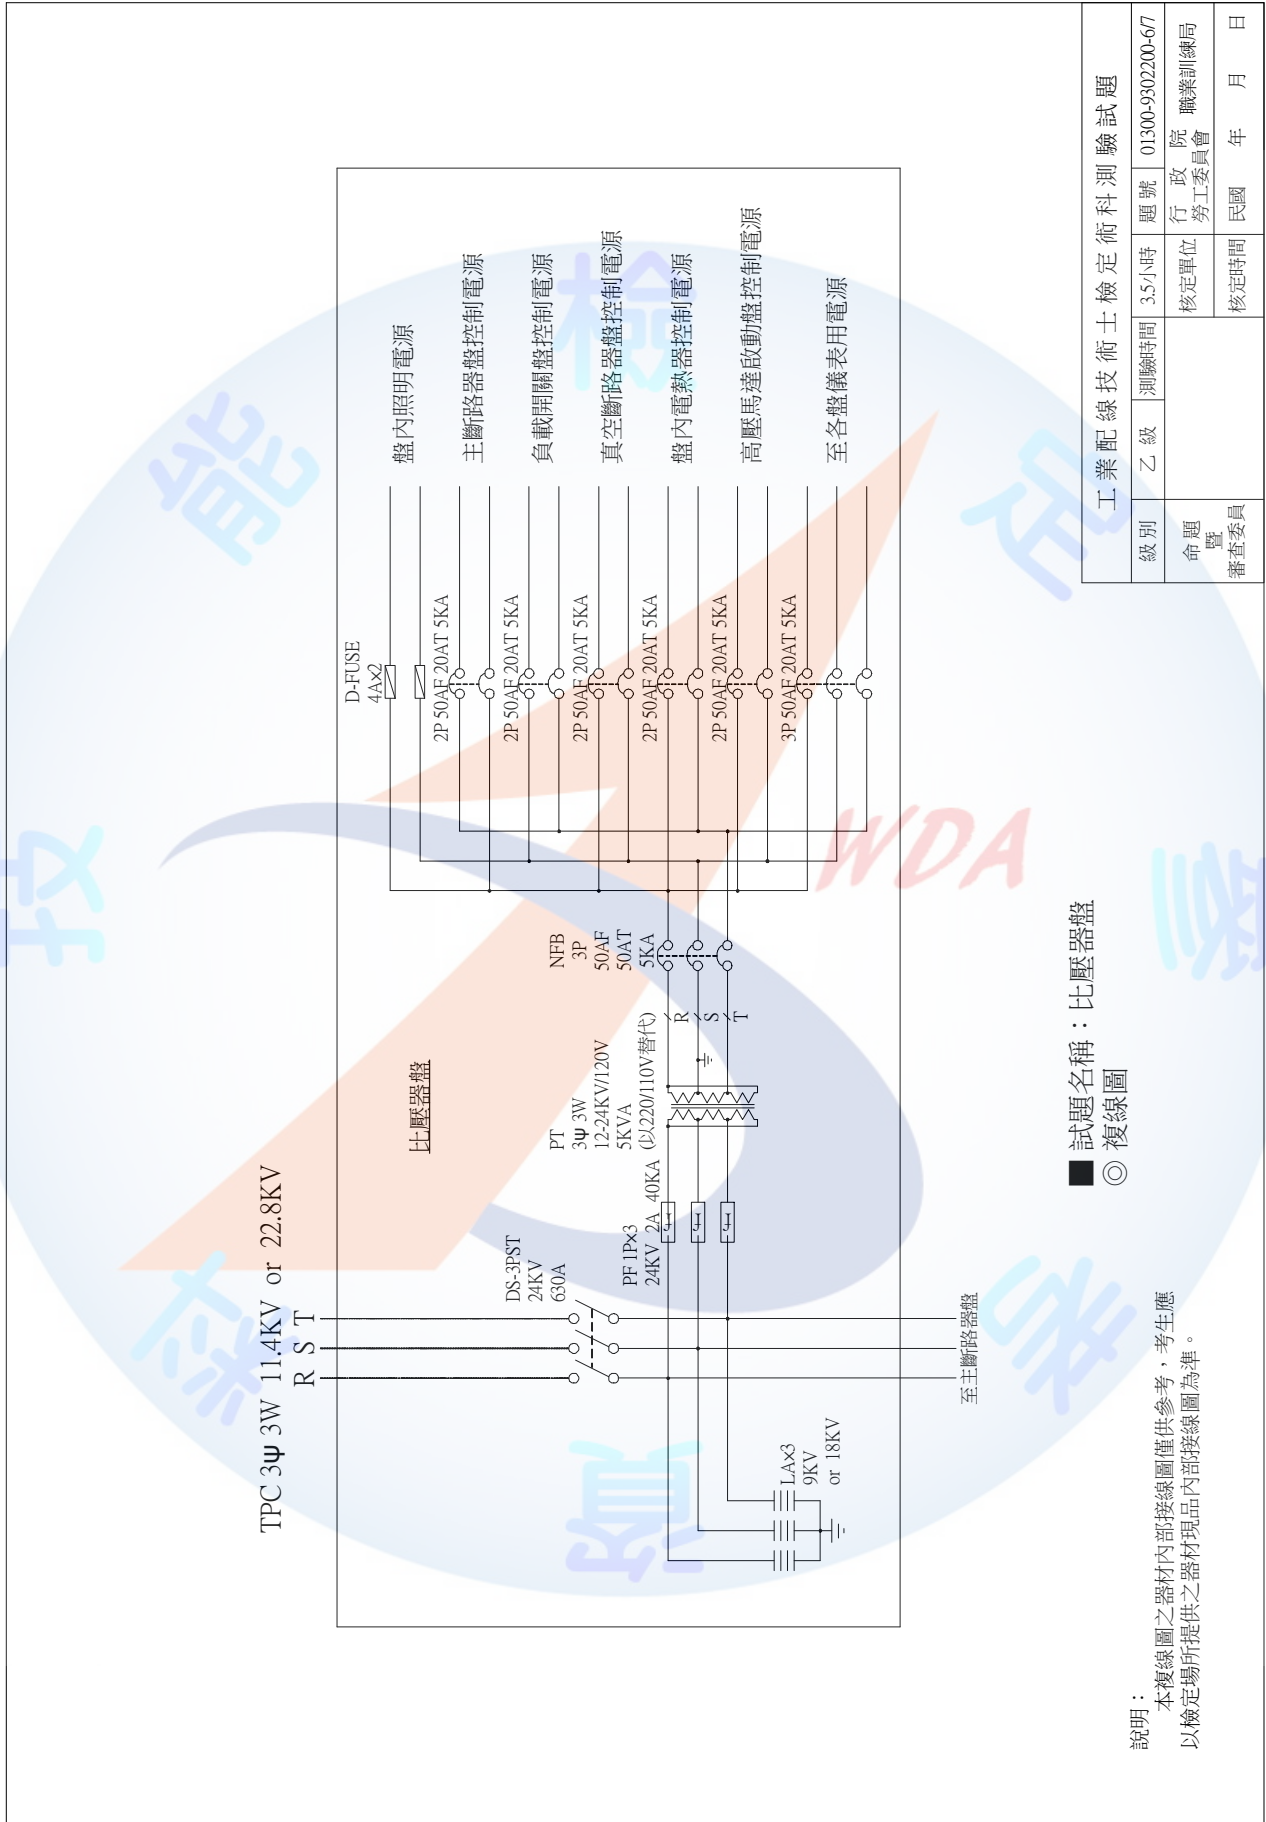 TPC 3ψ 3W 11.4KV or 22.8KV
R S T
比壓器盤
DS-3PST
24KV
630A
PF 1P×3
24KV 2A 40KA
PT
3ψ 3W
12-24KV/120V
5KVA
(以220/110V替代)
R
S
T
NFB
3P
50AF
50AT
5KA
D-FUSE
4A×2
盤內照明電源
2P 50AF 20AT 5KA
主斷路器盤控制電源
2P 50AF 20AT 5KA
負載開關盤控制電源
2P 50AF 20AT 5KA
真空斷路器盤控制電源
2P 50AF 20AT 5KA
盤內電熱器控制電源
2P 50AF 20AT 5KA
高壓馬達啟動盤控制電源
3P 50AF 20AT 5KA
至各盤儀表用電源
LA×3
9KV
or 18KV
至主斷路器盤
■ 試題名稱：比壓器盤
◎ 複線圖
說明：
本複線圖之器材內部接線圖僅供參考，考生應
以檢定場所提供之器材現品內部接線圖為準。
工業配線技術士檢定術科測驗試題
級別 乙級 測驗時間 3.5小時 題號 01300-9302200-6/7
命題
暨
審查委員
核定單位 行政院
勞工委員會 職業訓練局
核定時間 民國 年 月 日
技能檢定
術科
資參考
WDA